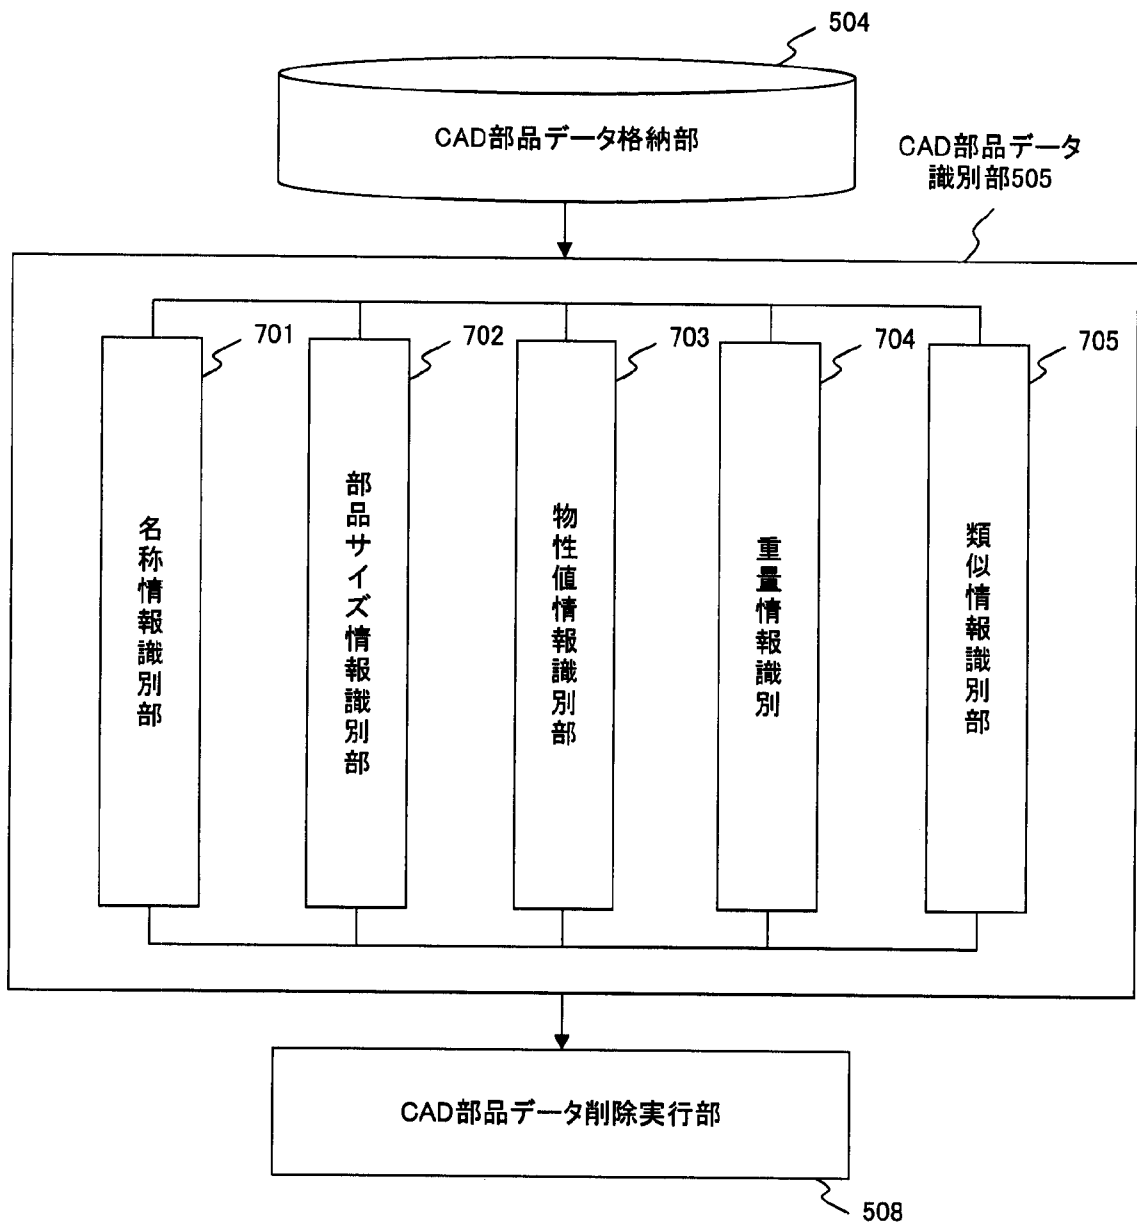 504
CAD部品データ格納部
CAD部品データ
識別部505
701
702
703
704
705
名称情報識別部
部品サイズ情報識別部
物性値情報識別部
重量情報識別
類似情報識別部
CAD部品データ削除実行部
508